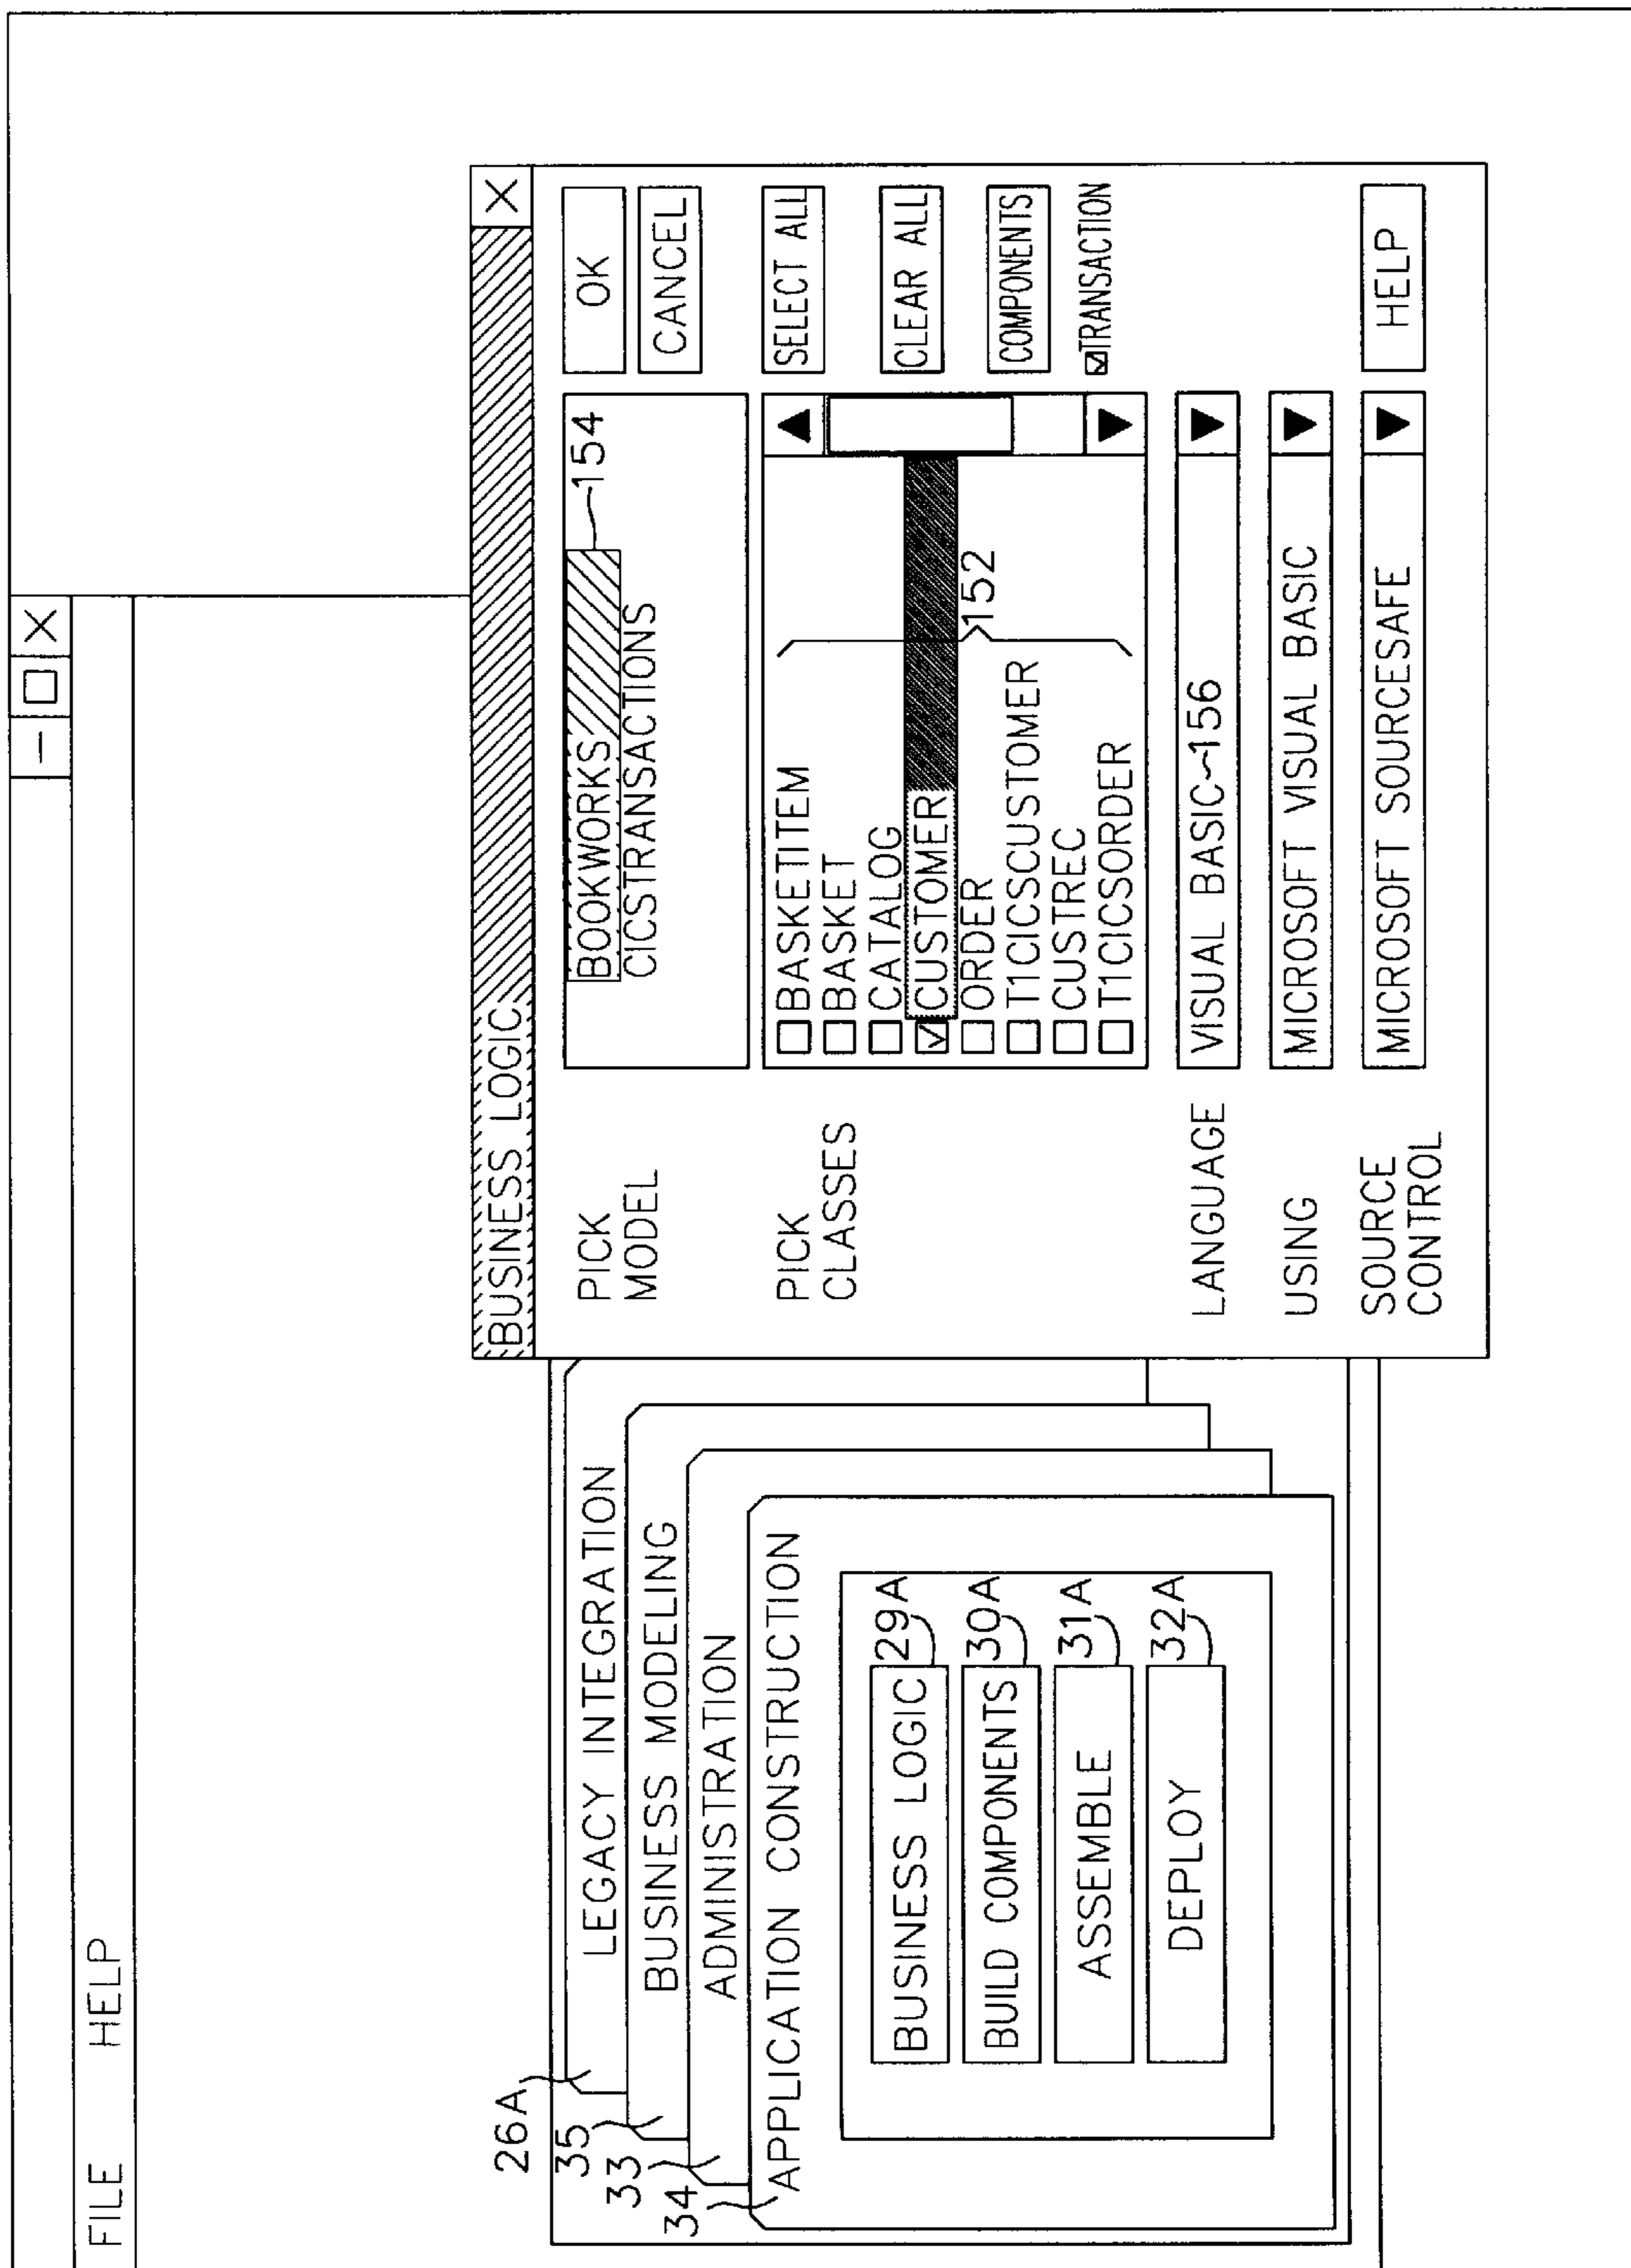 FILE HELP
26A
35
33
34
LEGACY INTEGRATION
BUSINESS MODELING
ADMINISTRATION
APPLICATION CONSTRUCTION
BUSINESS LOGIC 29A
BUILD COMPONENTS 30A
ASSEMBLE 31A
DEPLOY 32A
BUSINESS LOGIC
PICK
MODEL
BOOKWORKS 154
CICSTRANSACTIONS
OK
CANCEL
PICK
CLASSES
BASKETITEM
BASKET
CATALOG
CUSTOMER
ORDER 152
T1CICSCUSTOMER
CUSTREC
T1CICSORDER
SELECT ALL
CLEAR ALL
COMPONENTS
TRANSACTION
LANGUAGE VISUAL BASIC 156
USING MICROSOFT VISUAL BASIC
SOURCE
CONTROL
MICROSOFT SOURCESAFE
HELP